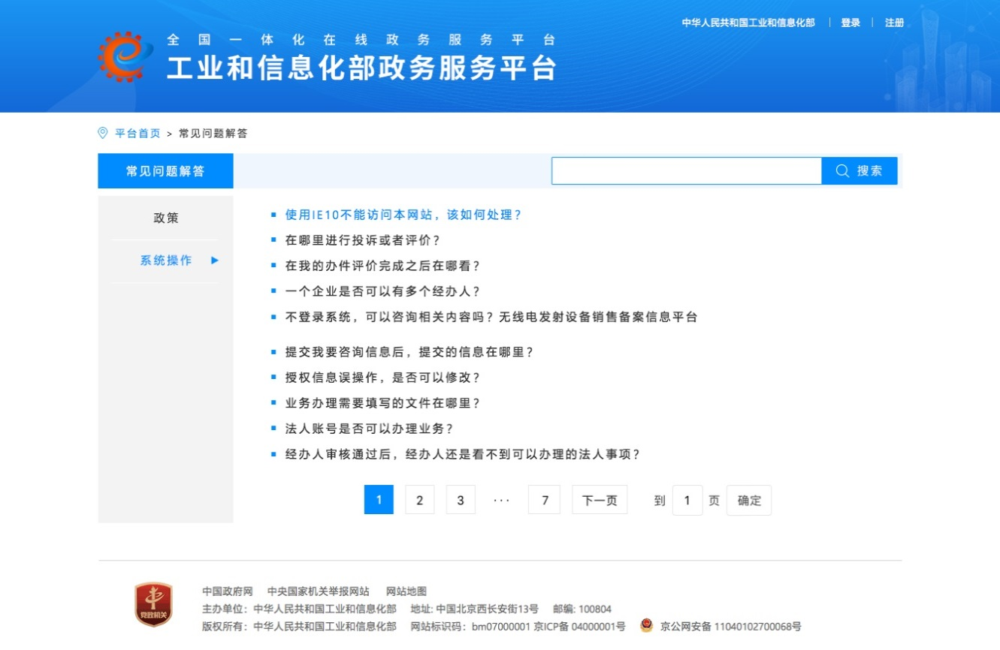 中华人民共和国工业和信息化部 | 登录 | 注册
全国一体化在线政务服务平台
工业和信息化部政务服务平台
平台首页 > 常见问题解答
常见问题解答
搜索
政策
系统操作
使用IE10不能访问本网站，该如何处理？
在哪里进行投诉或者评价？
在我的办件评价完成之后在哪看？
一个企业是否可以有多个经办人？
不登录系统，可以咨询相关内容吗？无线电发射设备销售备案信息平台
提交我要咨询信息后，提交的信息在哪里？
授权信息误操作，是否可以修改？
业务办理需要填写的文件在哪里？
法人账号是否可以办理业务？
经办人审核通过后，经办人还是看不到可以办理的法人事项？
1 2 3 ··· 7 下一页 到 1 页 确定
党政机关
中国政府网 中央国家机关举报网站 网站地图
主办单位：中华人民共和国工业和信息化部 地址: 中国北京西长安街13号 邮编: 100804
版权所有：中华人民共和国工业和信息化部 网站标识码：bm07000001 京ICP备 04000001号 京公网安备 11040102700068号